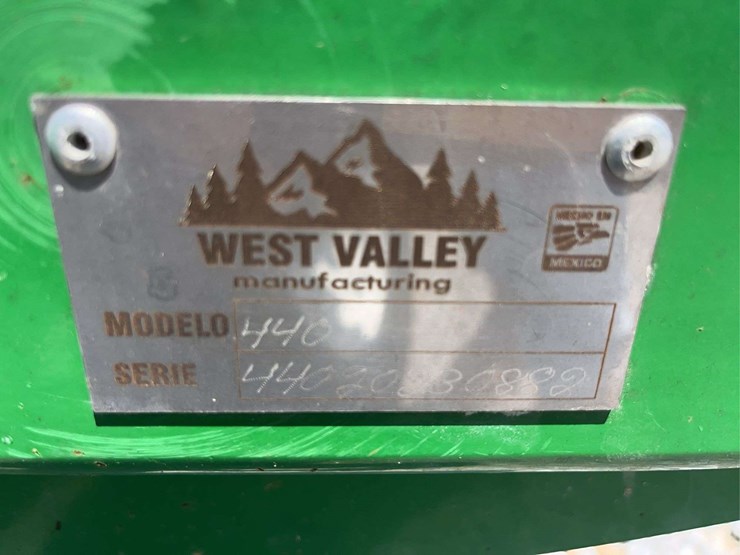 WEST VALLEY
manufacturing
HECHO EN
MEXICO
MODELO 440
SERIE